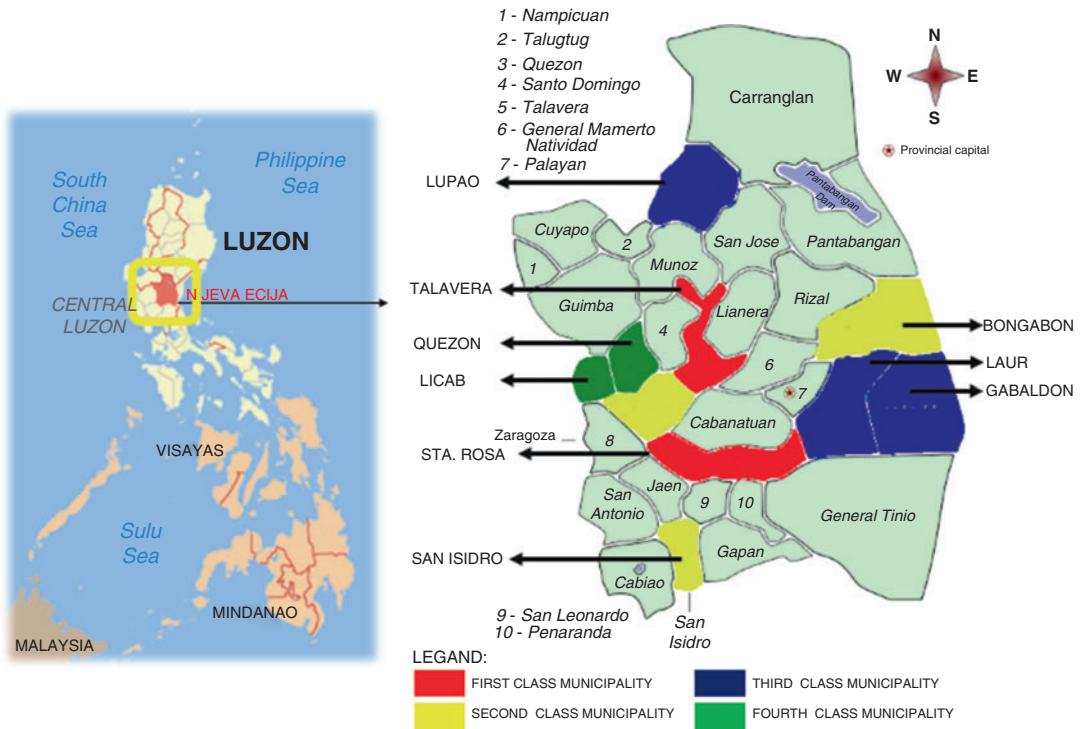 1 - Nampicuan
2 - Talugtug
3 - Quezon
4 - Santo Domingo
5 - Talavera
6 - General Mamerto
Natividad
7 - Palayan
N
W E
S
Provincial capital
South
China
Sea
Philippine
Sea
LUZON
N JEVA ECIJA
CENTRAL
LUZON
VISAYAS
Sulu
Sea
MINDANAO
MALAYSIA
Carranglan
Pantabangan
Dam
LUPAO
Cuyapo
2
San Jose
Pantabangan
1
Munoz
TALAVERA
Guimba
Lianera
Rizal
QUEZON
4
BONGABON
LAUR
LICAB
6
GABALDON
7
Cabanatuan
Zaragoza
8
STA. ROSA
Jaen
San
Antonio
9
10
General Tinio
SAN ISIDRO
Gapan
Cabiao
San
Isidro
9 - San Leonardo
10 - Penaranda
LEGAND:
FIRST CLASS MUNICIPALITY
THIRD CLASS MUNICIPALITY
SECOND CLASS MUNICIPALITY
FOURTH CLASS MUNICIPALITY